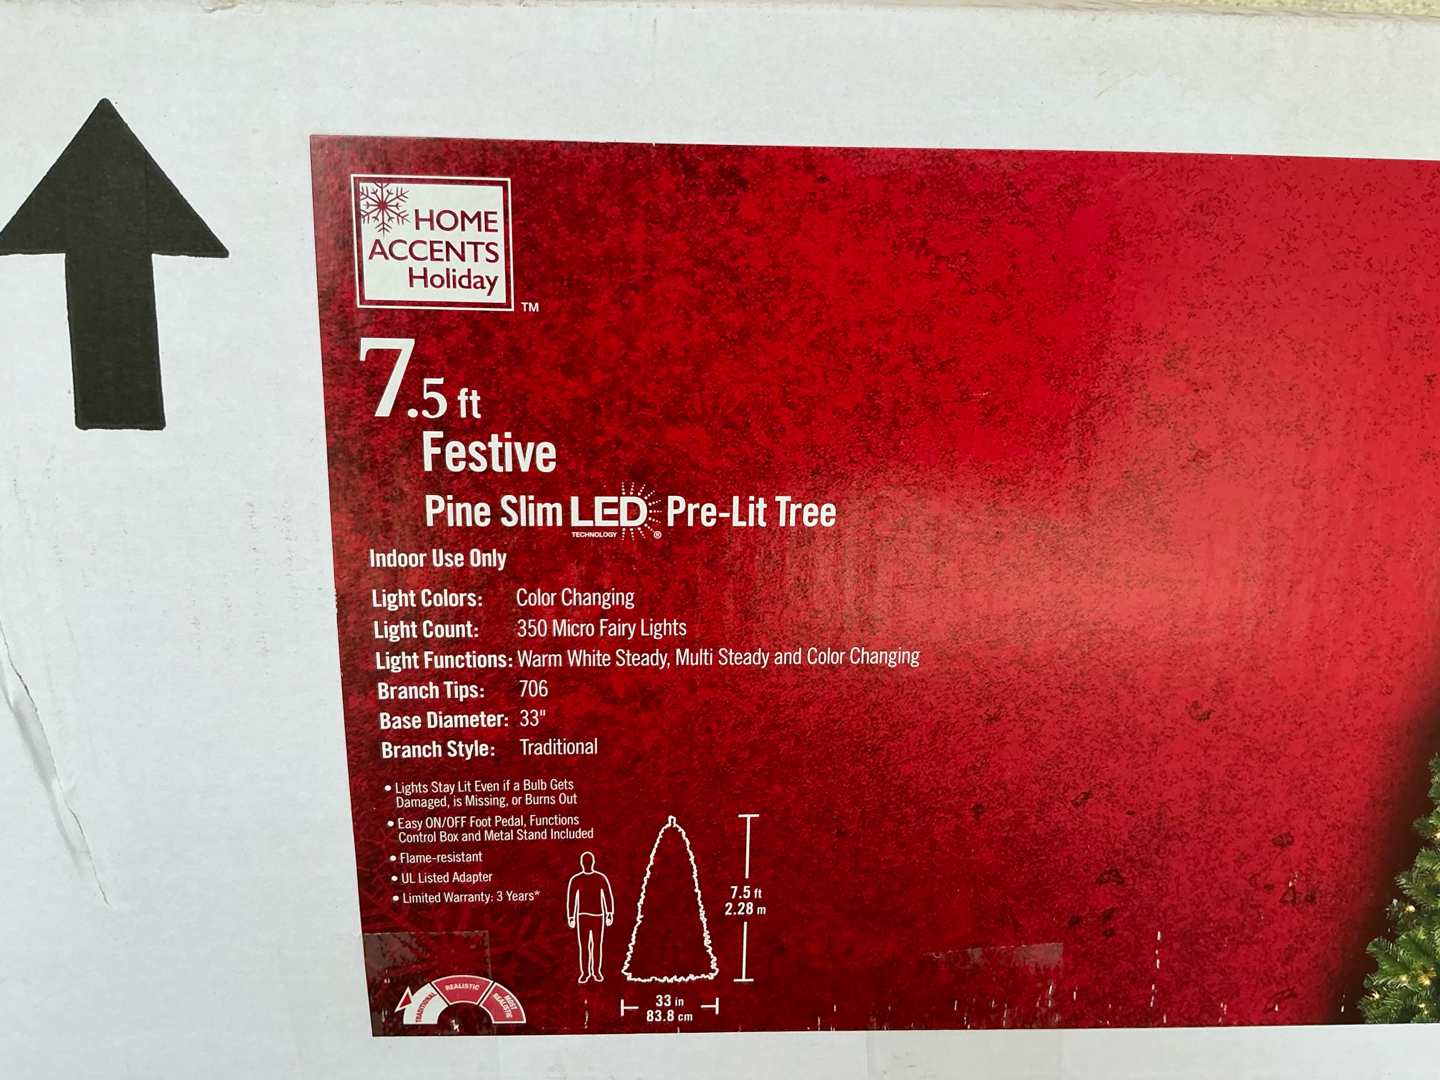 HOME
ACCENTS
Holiday
™
7.5 ft
Festive
Pine Slim LED Pre-Lit Tree
TECHNOLOGY ®
Indoor Use Only
Light Colors: Color Changing
Light Count: 350 Micro Fairy Lights
Light Functions: Warm White Steady, Multi Steady and Color Changing
Branch Tips: 706
Base Diameter: 33"
Branch Style: Traditional
• Lights Stay Lit Even if a Bulb Gets
Damaged, is Missing, or Burns Out
• Easy ON/OFF Foot Pedal, Functions
Control Box and Metal Stand Included
• Flame-resistant
• UL Listed Adapter
• Limited Warranty: 3 Years*
7.5 ft
2.28 m
33 in
83.8 cm
TRADITIONAL
REALISTIC
MOST
REALISTIC